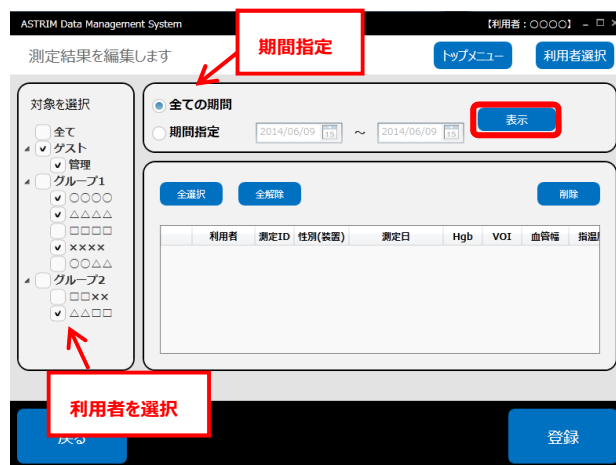 ASTRIM Data Management System
【利用者：○○○○】
測定結果を編集します
期間指定
トップメニュー
利用者選択
対象を選択
全て
ゲスト
管理
グループ1
○○○○
△△△△
□□□□
××××
○○△△
グループ2
□□××
△△□□
全ての期間
期間指定
2014/06/09 15 ～ 2014/06/09 15
表示
全選択
全解除
削除
利用者 測定ID 性別(装置) 測定日 Hgb VOI 血管幅 指温
利用者を選択
戻る
登録